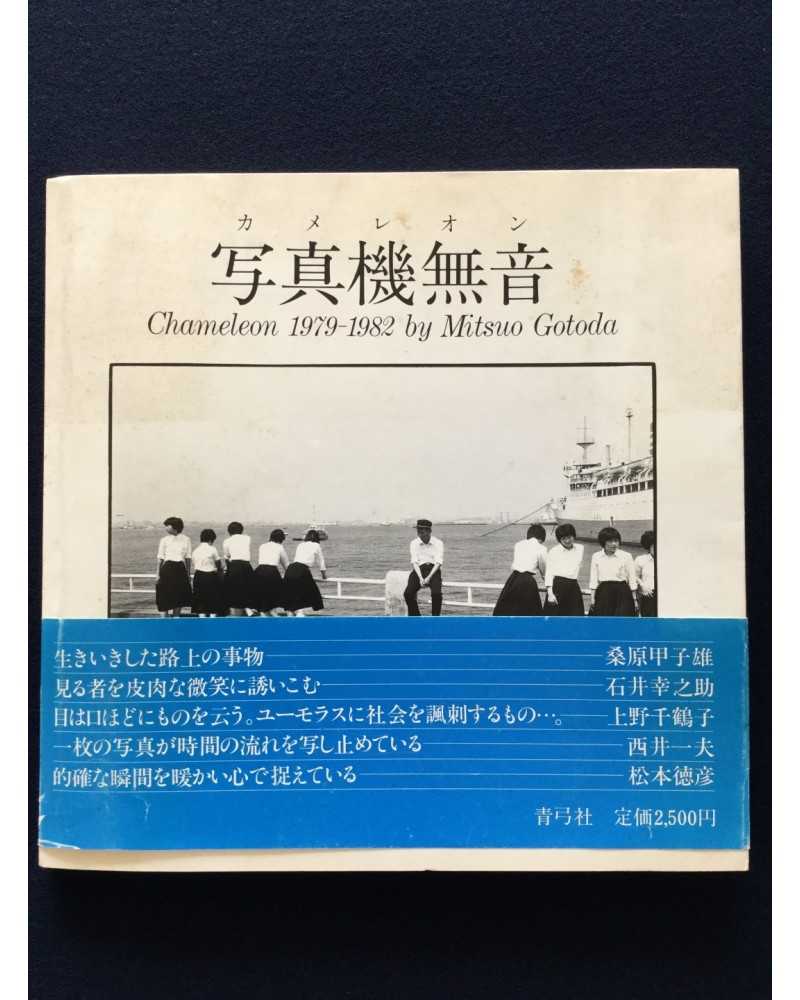 カメレオン
写真機無音
Chameleon 1979-1982 by Mitsuo Gotoda
生きいきした路上の事物——桑原甲子雄
見る者を皮肉な微笑に誘いこむ——石井幸之助
目は口ほどにものを云う。ユーモラスに社会を諷刺するもの…。——上野千鶴子
一枚の写真が時間の流れを写し止めている——西井一夫
的確な瞬間を暖かい心で捉えている——松本徳彦
青弓社 定価2,500円